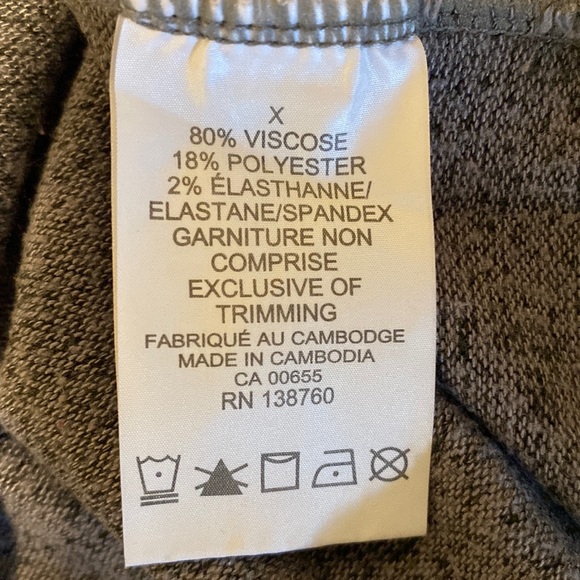 X
80% VISCOSE
18% POLYESTER
2% ÉLASTHANNE/
ELASTANE/SPANDEX
GARNITURE NON
COMPRISE
EXCLUSIVE OF
TRIMMING
FABRIQUÉ AU CAMBODGE
MADE IN CAMBODIA
CA 00655
RN 138760